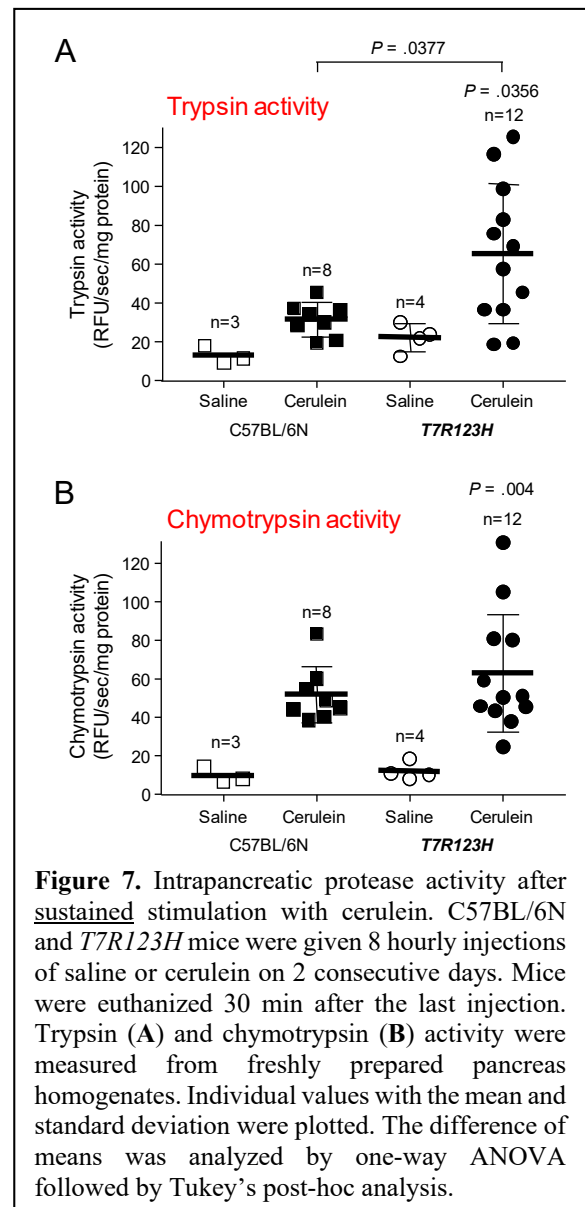 A
P = .0377
P = .0356
Trypsin activity
n=12
120
100
80
60
40
20
0
Trypsin activity
(RFU/sec/mg protein)
n=3
n=8
n=4
Saline Cerulein Saline Cerulein
C57BL/6N T7R123H
B
P = .004
Chymotrypsin activity
n=12
120
100
80
60
40
20
0
Chymotrypsin activity
(RFU/sec/mg protein)
n=8
n=3
n=4
Saline Cerulein Saline Cerulein
C57BL/6N T7R123H
Figure 7. Intrapancreatic protease activity after
sustained stimulation with cerulein. C57BL/6N
and T7R123H mice were given 8 hourly injections
of saline or cerulein on 2 consecutive days. Mice
were euthanized 30 min after the last injection.
Trypsin (A) and chymotrypsin (B) activity were
measured from freshly prepared pancreas
homogenates. Individual values with the mean and
standard deviation were plotted. The difference of
means was analyzed by one-way ANOVA
followed by Tukey's post-hoc analysis.